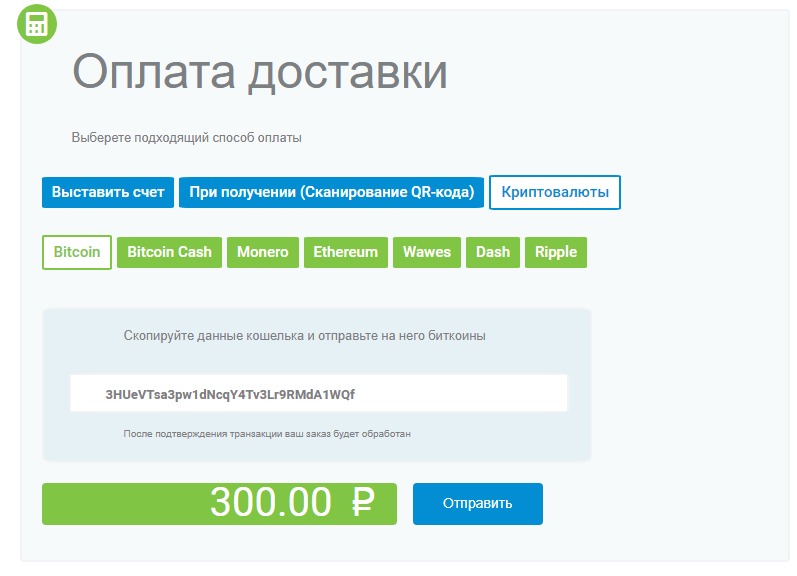 Оплата доставки
Выберете подходящий способ оплаты
Выставить счет При получении (Сканирование QR-кода) Криптовалюты
Bitcoin Bitcoin Cash Monero Ethereum Wawes Dash Ripple
Скопируйте данные кошелька и отправьте на него биткоины
3HUeVTsa3pw1dNcqY4Tv3Lr9RMdA1WQf
После подтверждения транзакции ваш заказ будет обработан
300.00 ₽ Отправить